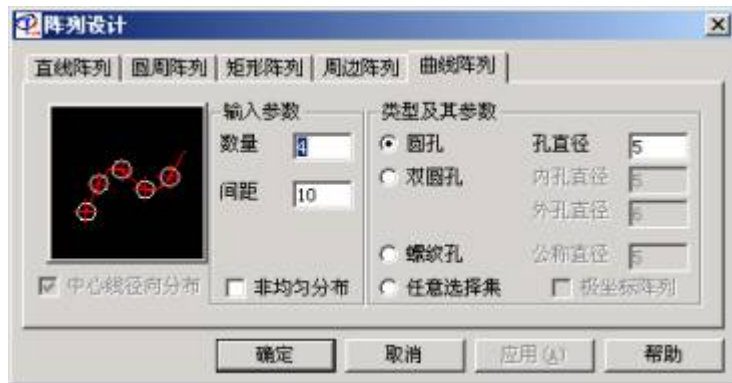 阵列设计
直线阵列 圆周阵列 矩形阵列 周边阵列 曲线阵列
输入参数
数量 4
间距 10
非均匀分布
中心线径向分布
类型及其参数
圆孔 孔直径 5
双圆孔 内孔直径 5
外孔直径 6
螺纹孔 公称直径 5
任意选择集 极坐标阵列
确定 取消 应用(A) 帮助